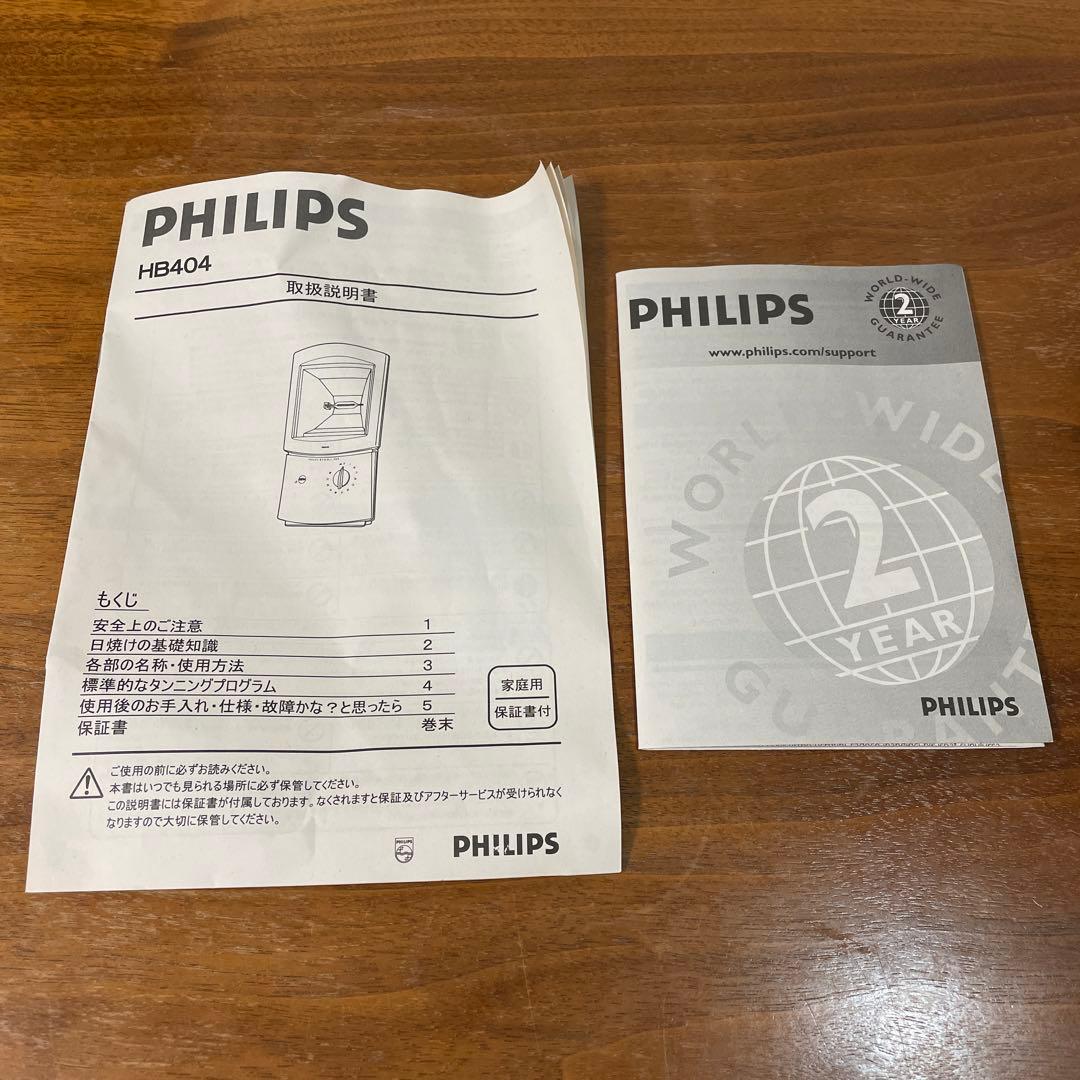 PHILIPS
HB404
取扱説明書
もくじ
安全上のご注意 1
日焼けの基礎知識 2
各部の名称・使用方法 3
標準的なタンニングプログラム 4
使用後のお手入れ・仕様・故障かな？と思ったら 5
保証書 巻末
家庭用
保証書付
ご使用の前に必ずお読みください。
本書はいつでも見られる場所に必ず保管してください。
この説明書には保証書が付属しております。なくされますと保証及びアフターサービスが受けられなく
なりますので大切に保管してください。
PHILIPS
PHILIPS
PHILIPS
WORLD-WIDE
2
YEAR
GUARANTEE
www.philips.com/support
WORL WIDE
2
YEAR
GU RANT
PHILIPS